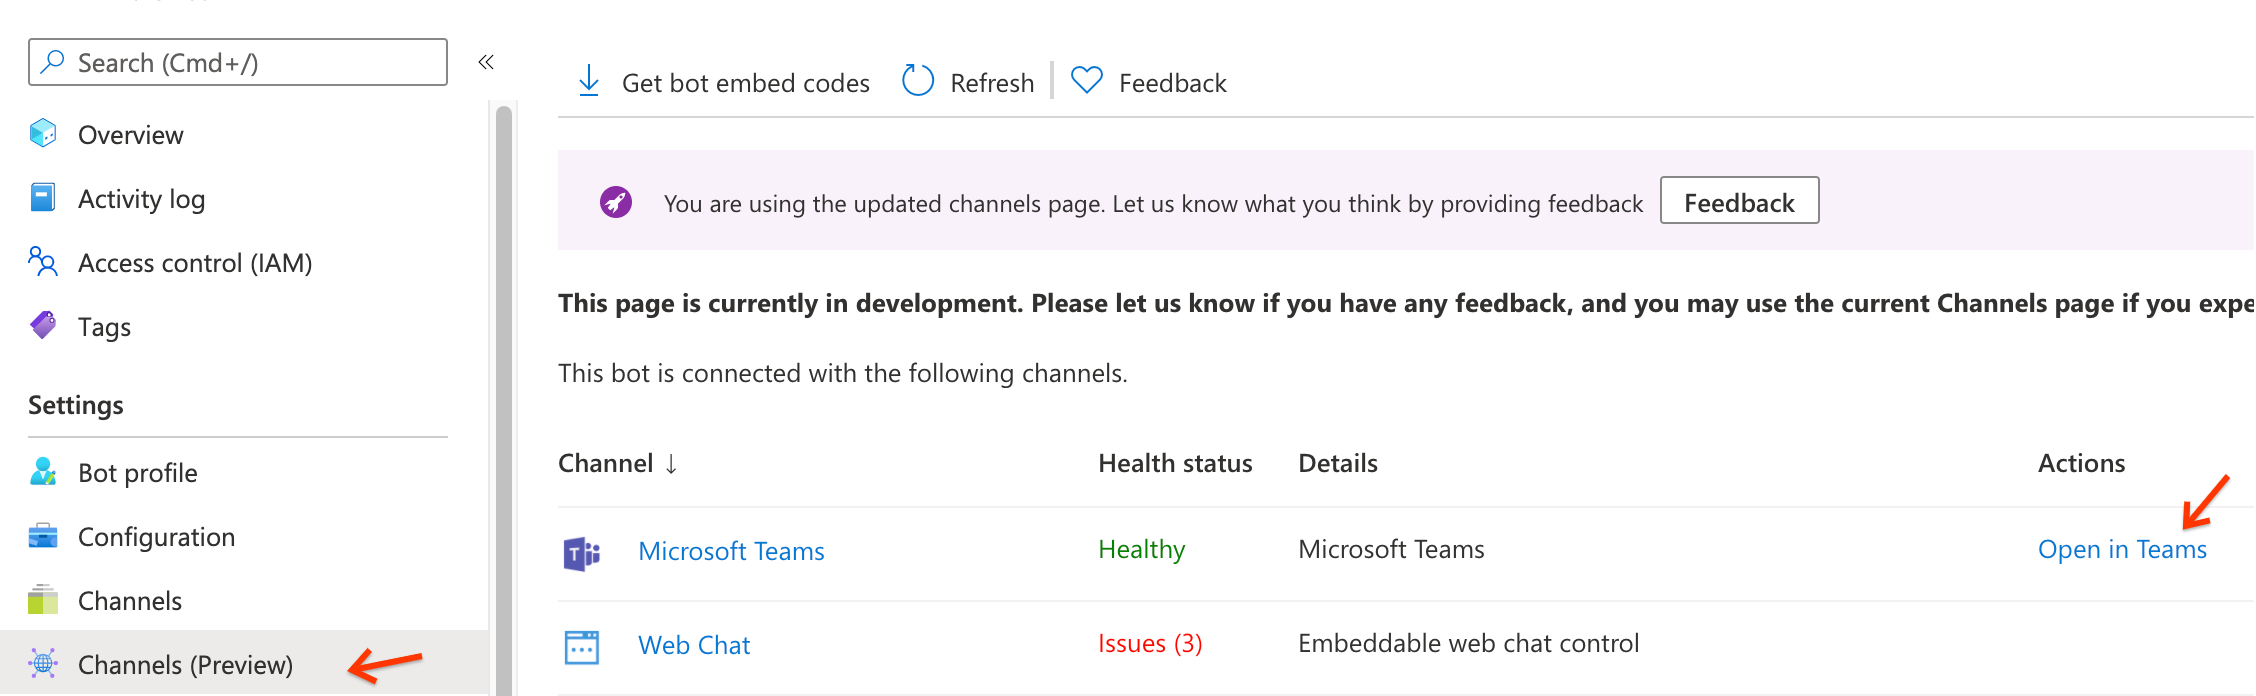 Search (Cmd+/)
Overview
Activity log
Access control (IAM)
Tags
Settings
Bot profile
Configuration
Channels
Channels (Preview)
Get bot embed codes Refresh Feedback
You are using the updated channels page. Let us know what you think by providing feedback Feedback
This page is currently in development. Please let us know if you have any feedback, and you may use the current Channels page if you expe
This bot is connected with the following channels.
Channel ↓ Health status Details Actions
Microsoft Teams Healthy Microsoft Teams Open in Teams
Web Chat Issues (3) Embeddable web chat control